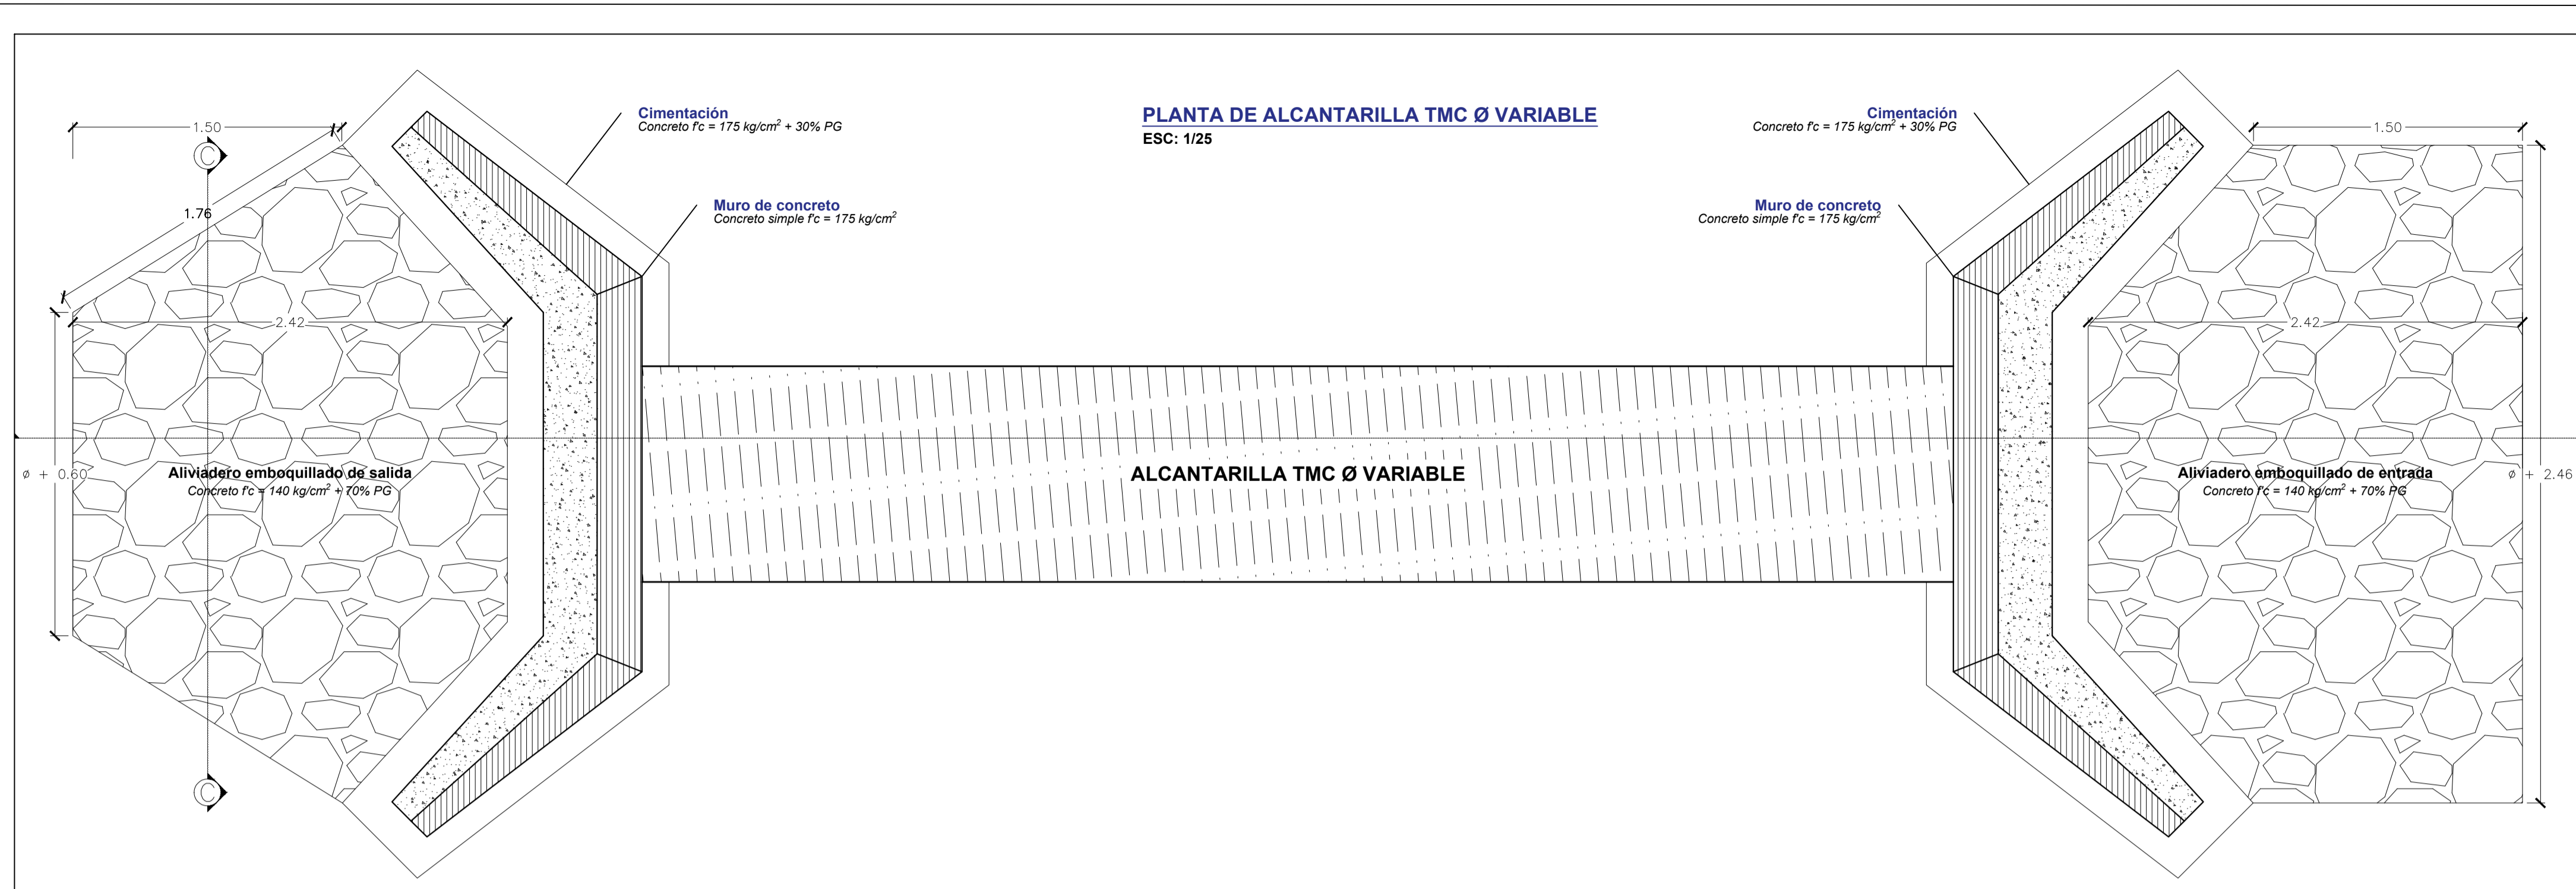 PLANTA DE ALCANTARILLA TMC Ø VARIABLE
ESC: 1/25
Cimentación
Concreto f'c = 175 kg/cm² + 30% PG
Cimentación
Concreto f'c = 175 kg/cm² + 30% PG
1.50
1.50
C
Muro de concreto
Concreto simple f'c = 175 kg/cm²
Muro de concreto
Concreto simple f'c = 175 kg/cm²
1.76
2.42
2.42
ø + 0.60
Aliviadero emboquillado de salida
Concreto f'c = 140 kg/cm² + 70% PG
ALCANTARILLA TMC Ø VARIABLE
Aliviadero emboquillado de entrada
Concreto f'c = 140 kg/cm² + 70% PG
ø + 2.46
C